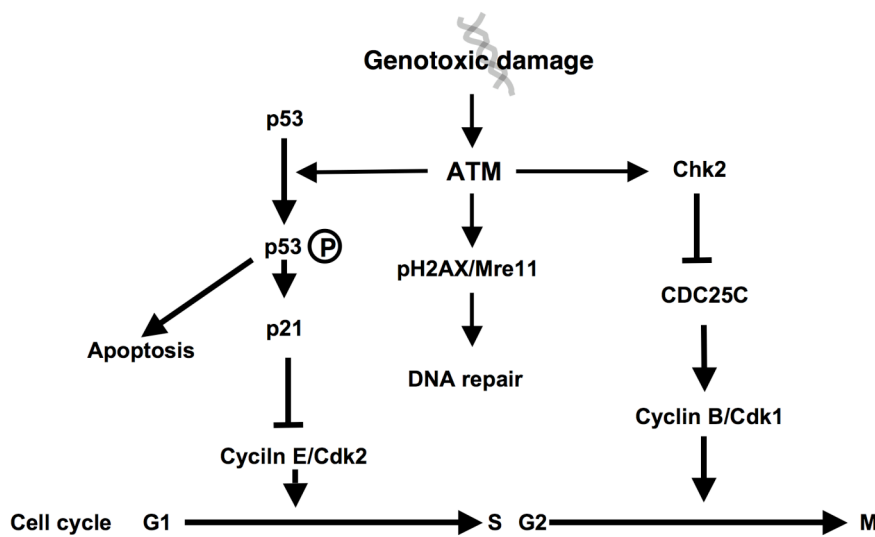 Genotoxic damage
p53
ATM
Chk2
p53 P
pH2AX/Mre11
CDC25C
p21
Apoptosis
DNA repair
Cyclin B/Cdk1
Cyciln E/Cdk2
Cell cycle G1 S G2 M